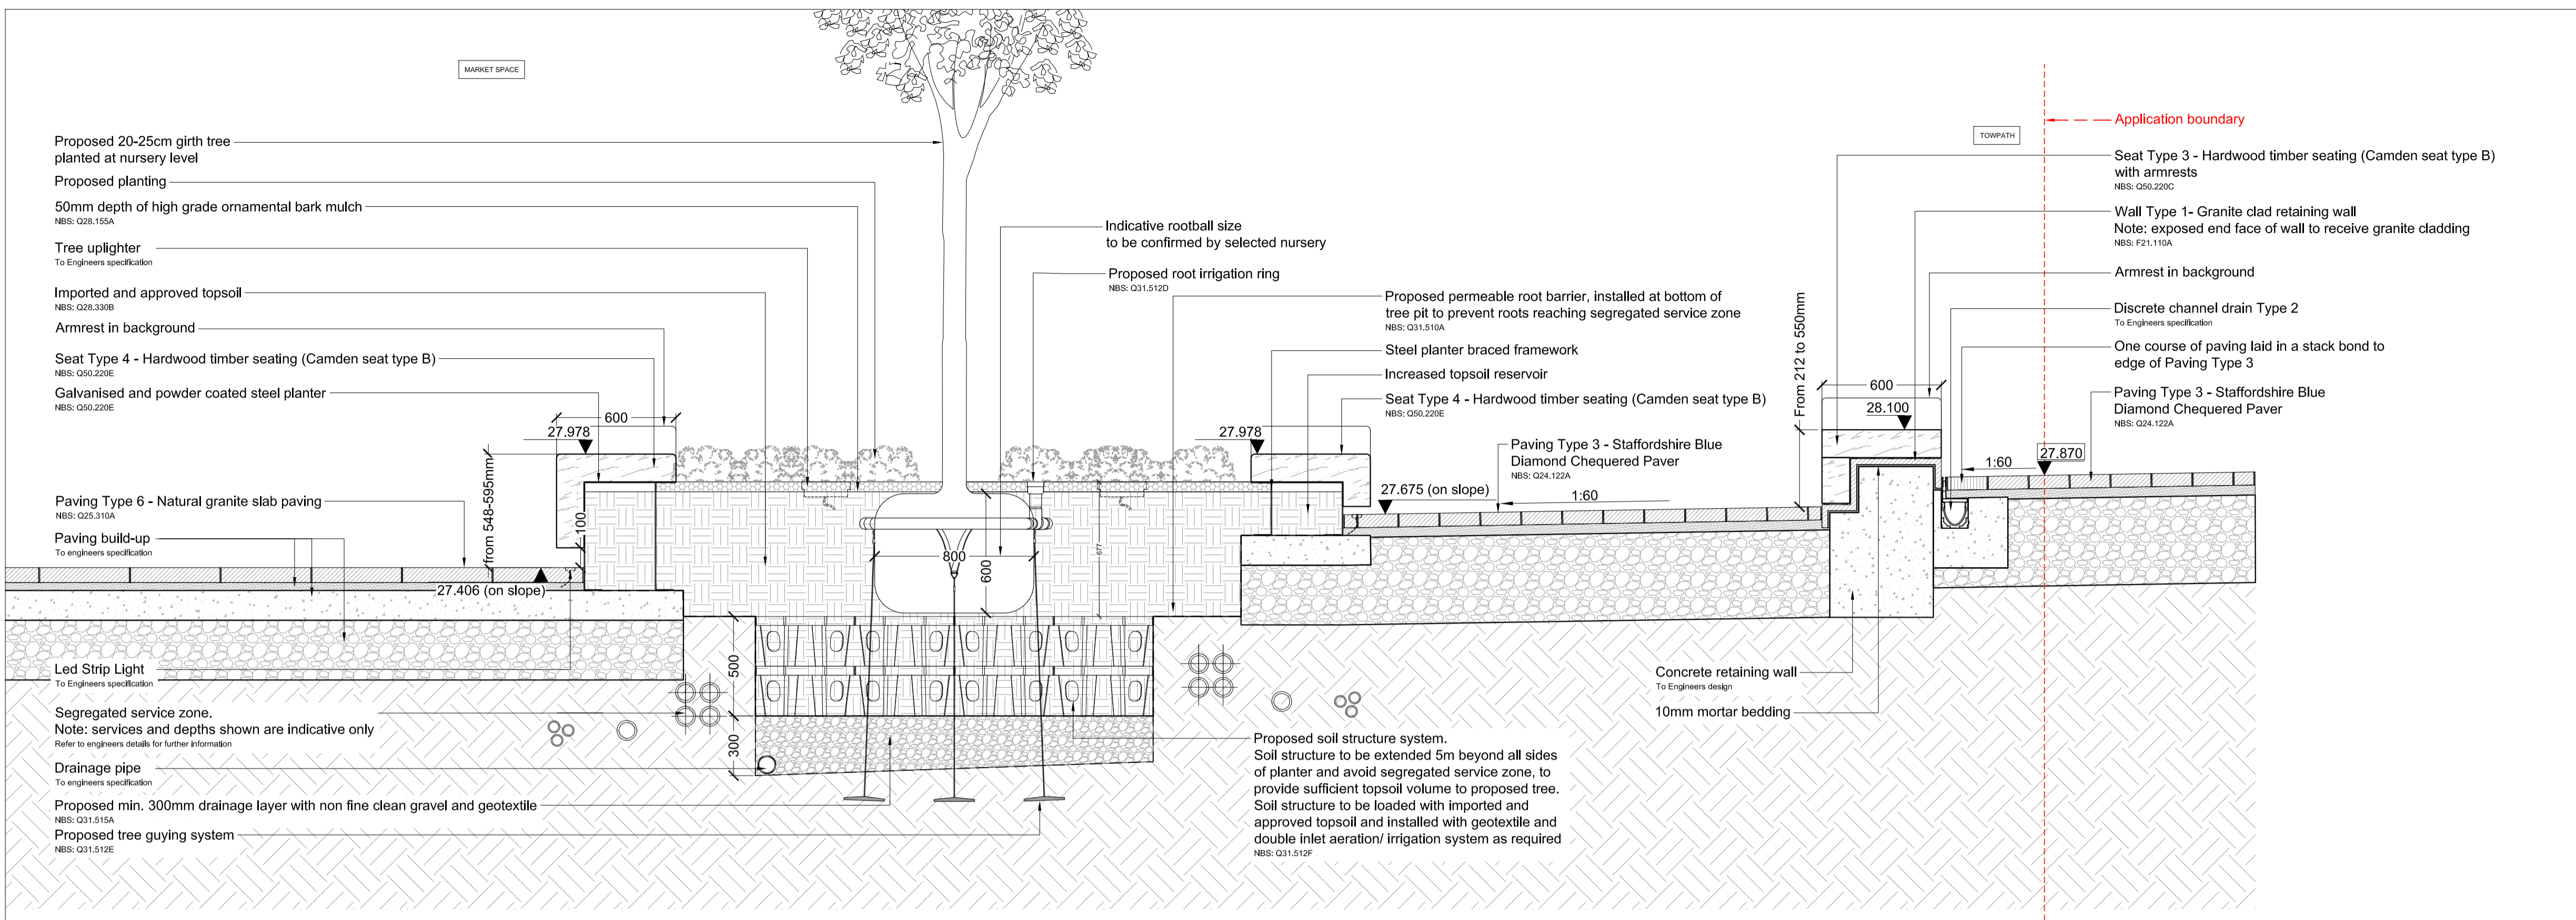 MARKET SPACE
Proposed 20-25cm girth tree
planted at nursery level
Proposed planting
50mm depth of high grade ornamental bark mulch
NBS: Q28.155A
Tree uplighter
To Engineers specification
Imported and approved topsoil
NBS: Q28.330B
Armrest in background
Seat Type 4 - Hardwood timber seating (Camden seat type B)
NBS: Q50.220E
Galvanised and powder coated steel planter
NBS: Q50.220E
Paving Type 6 - Natural granite slab paving
NBS: Q25.310A
Paving build-up
To engineers specification
Led Strip Light
To Engineers specification
Segregated service zone.
Note: services and depths shown are indicative only
Refer to engineers details for further information
Drainage pipe
To engineers specification
Proposed min. 300mm drainage layer with non fine clean gravel and geotextile
NBS: Q31.515A
Proposed tree guying system
NBS: Q31.512E
600
27.978
from 548-595mm
100
27.406 (on slope)
500
300
800
600
677
Indicative rootball size
to be confirmed by selected nursery
Proposed root irrigation ring
NBS: Q31.512D
Proposed permeable root barrier, installed at bottom of
tree pit to prevent roots reaching segregated service zone
NBS: Q31.510A
Steel planter braced framework
Increased topsoil reservoir
Seat Type 4 - Hardwood timber seating (Camden seat type B)
NBS: Q50.220E
27.978
Paving Type 3 - Staffordshire Blue
Diamond Chequered Paver
NBS: Q24.122A
27.675 (on slope)
1:60
Proposed soil structure system.
Soil structure to be extended 5m beyond all sides
of planter and avoid segregated service zone, to
provide sufficient topsoil volume to proposed tree.
Soil structure to be loaded with imported and
approved topsoil and installed with geotextile and
double inlet aeration/ irrigation system as required
NBS: Q31.512F
Concrete retaining wall
To Engineers design
10mm mortar bedding
From 212 to 550mm
600
28.100
1:60
27.870
TOWPATH
Application boundary
Seat Type 3 - Hardwood timber seating (Camden seat type B)
with armrests
NBS: Q50.220C
Wall Type 1- Granite clad retaining wall
Note: exposed end face of wall to receive granite cladding
NBS: F21.110A
Armrest in background
Discrete channel drain Type 2
To Engineers specification
One course of paving laid in a stack bond to
edge of Paving Type 3
Paving Type 3 - Staffordshire Blue
Diamond Chequered Paver
NBS: Q24.122A